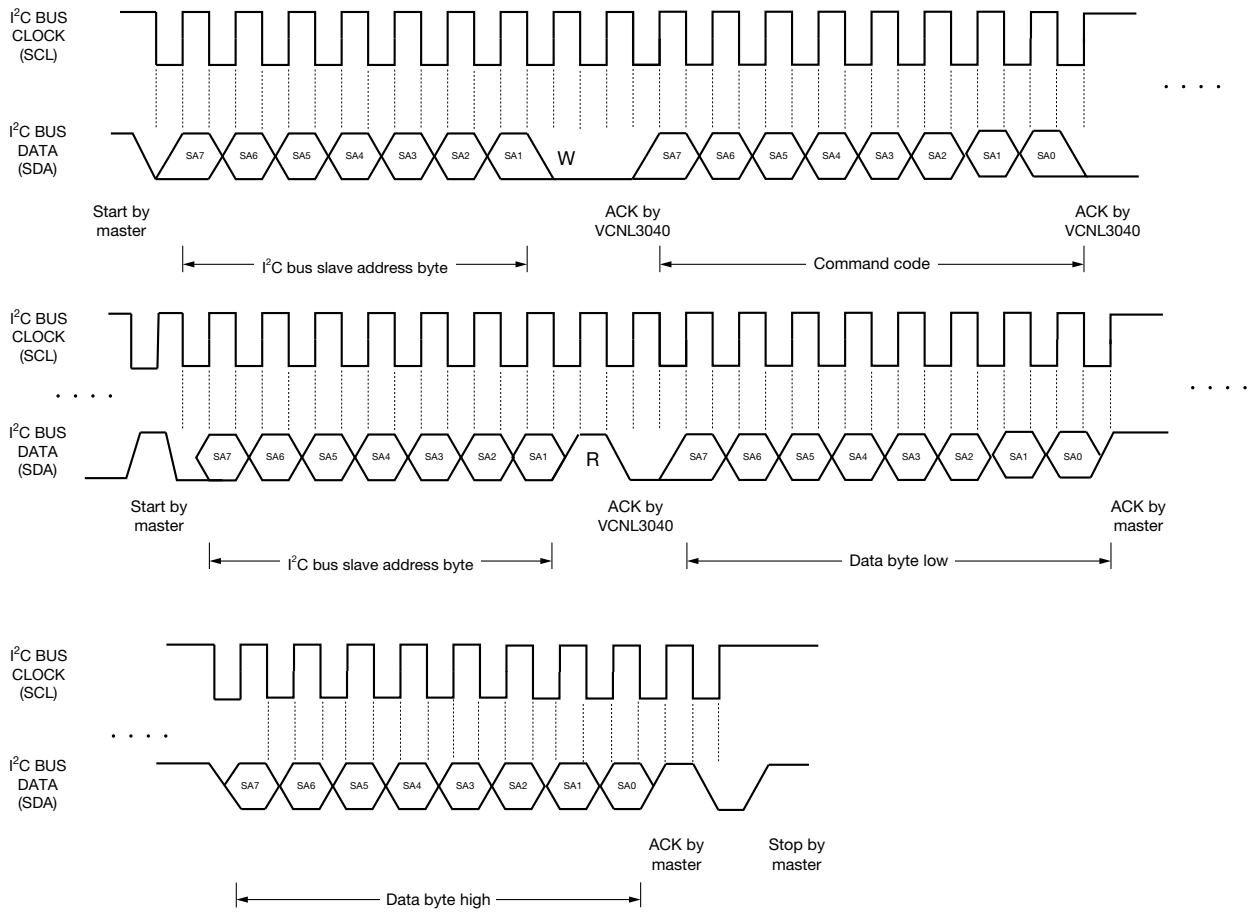 I²C BUS
CLOCK
(SCL)
. . . .
I²C BUS
DATA
(SDA)
SA7 SA6 SA5 SA4 SA3 SA2 SA1 W SA7 SA6 SA5 SA4 SA3 SA2 SA1 SA0
Start by
master
ACK by
VCNL3040
ACK by
VCNL3040
I²C bus slave address byte
Command code
I²C BUS
CLOCK
(SCL)
. . . .
. . . .
I²C BUS
DATA
(SDA)
SA7 SA6 SA5 SA4 SA3 SA2 SA1 R SA7 SA6 SA5 SA4 SA3 SA2 SA1 SA0
Start by
master
ACK by
VCNL3040
ACK by
master
I²C bus slave address byte
Data byte low
I²C BUS
CLOCK
(SCL)
. . . .
I²C BUS
DATA
(SDA)
SA7 SA6 SA5 SA4 SA3 SA2 SA1 SA0
ACK by
master
Stop by
master
Data byte high